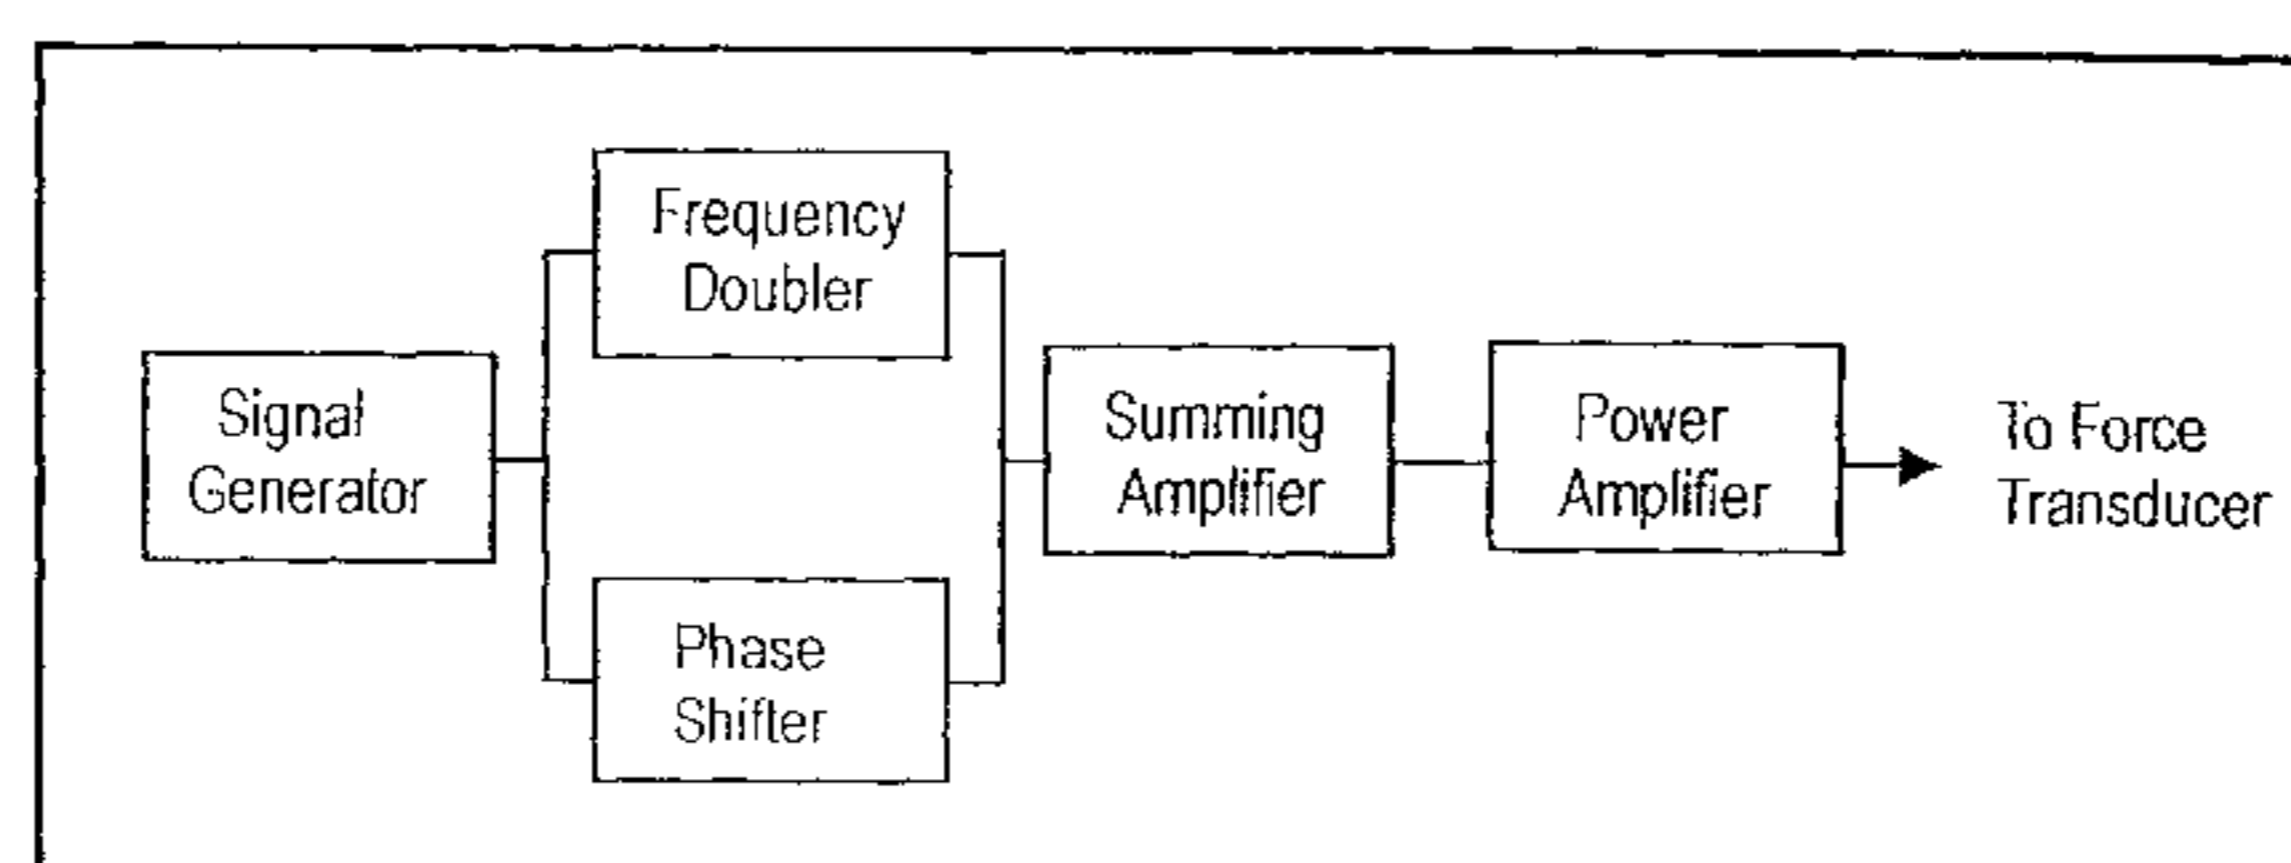 Frequency
Doubler
Signal
Generator
Summing
Amplifier
Power
Amplifier
To Force
Transducer
Phase
Shifter